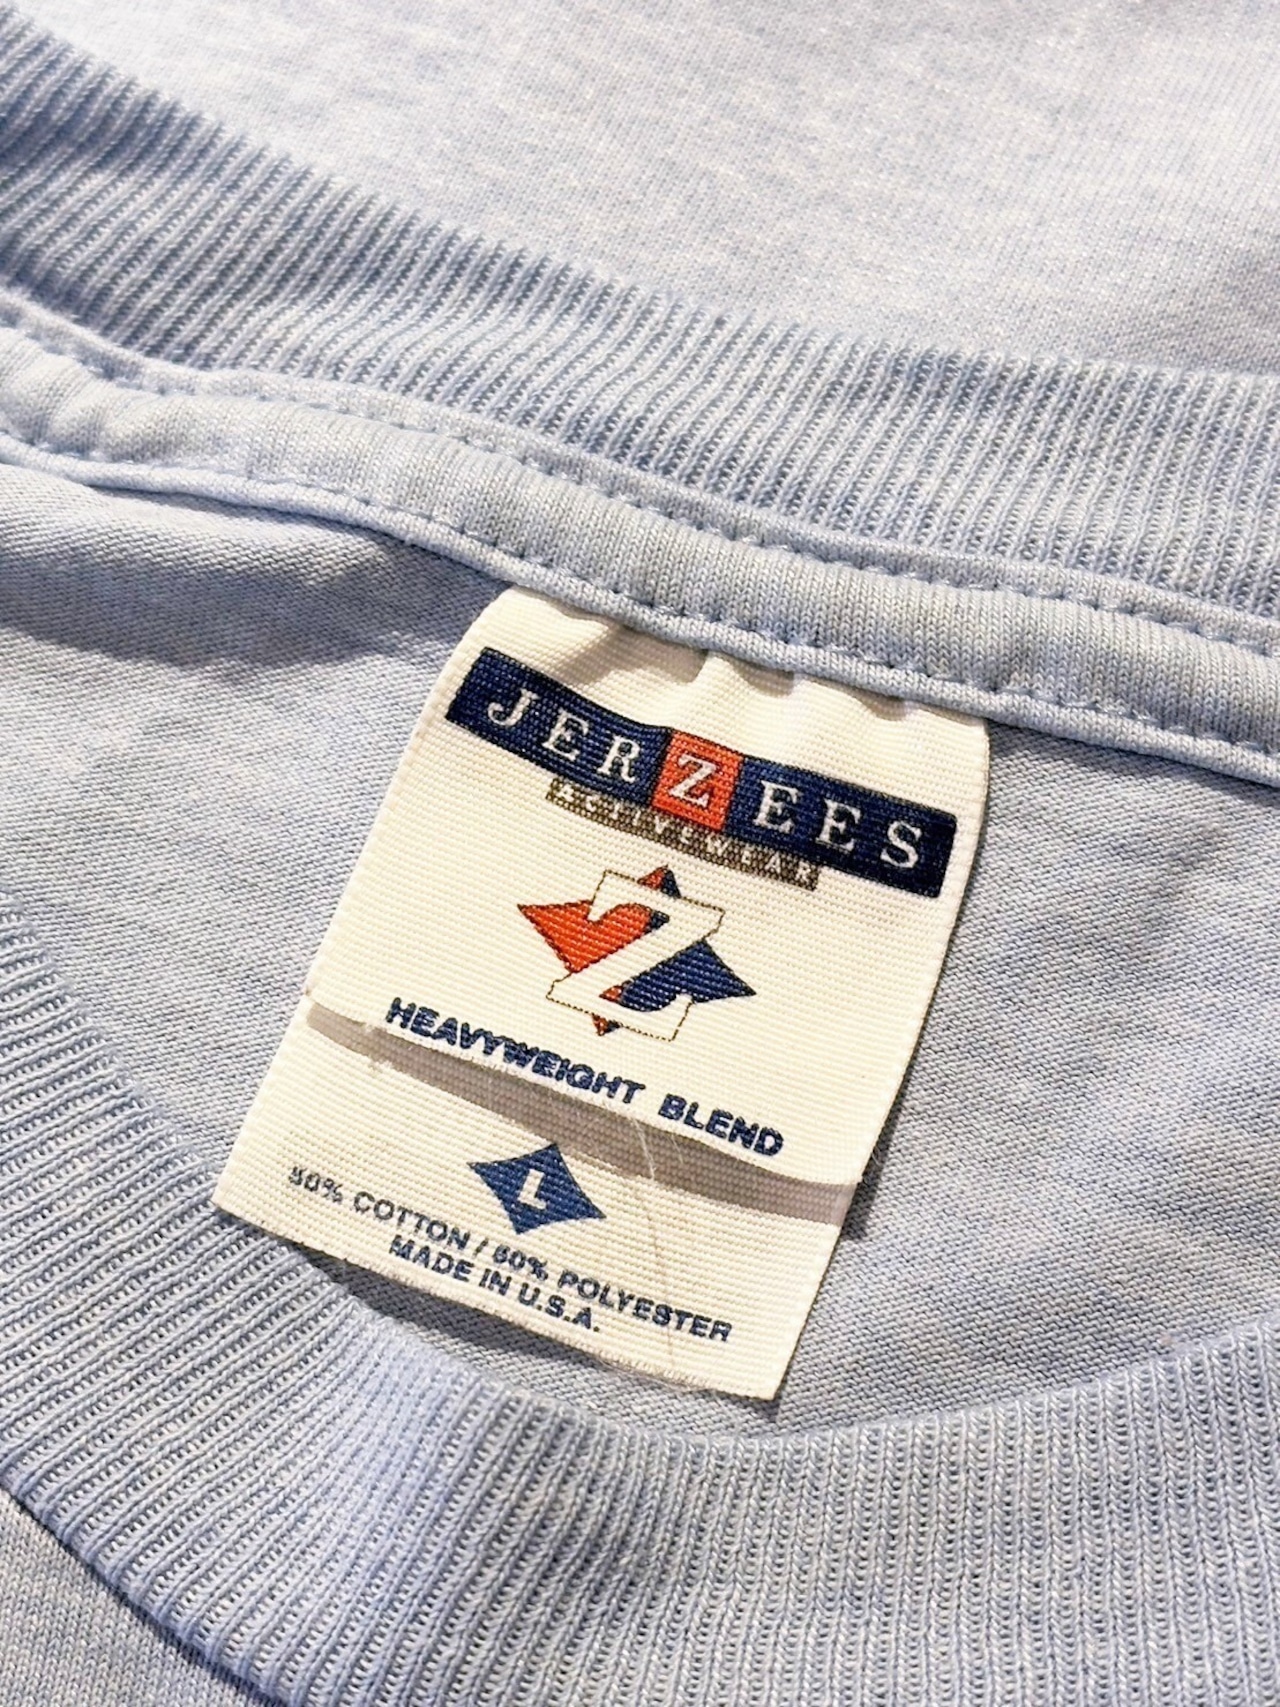 JERZEES
ACTIVEWEAR
Z
HEAVYWEIGHT BLEND
L
50% COTTON / 50% POLYESTER
MADE IN U.S.A.